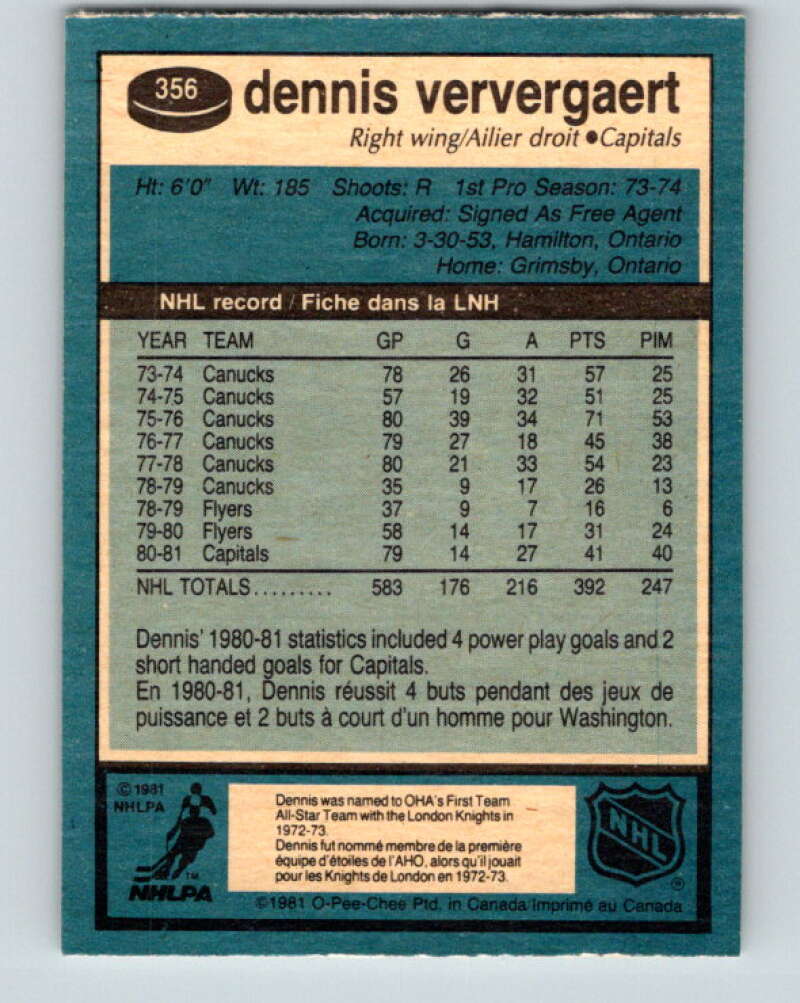 356 dennis ververgaert
Right wing/Ailier droit ● Capitals
Ht: 6'0" Wt: 185 Shoots: R 1st Pro Season: 73-74
Acquired: Signed As Free Agent
Born: 3-30-53, Hamilton, Ontario
Home: Grimsby, Ontario
NHL record / Fiche dans la LNH
YEAR TEAM GP G A PTS PIM
73-74 Canucks 78 26 31 57 25
74-75 Canucks 57 19 32 51 25
75-76 Canucks 80 39 34 71 53
76-77 Canucks 79 27 18 45 38
77-78 Canucks 80 21 33 54 23
78-79 Canucks 35 9 17 26 13
78-79 Flyers 37 9 7 16 6
79-80 Flyers 58 14 17 31 24
80-81 Capitals 79 14 27 41 40
NHL TOTALS......... 583 176 216 392 247
Dennis' 1980-81 statistics included 4 power play goals and 2
short handed goals for Capitals.
En 1980-81, Dennis réussit 4 buts pendant des jeux de
puissance et 2 buts à court d'un homme pour Washington.
© 1981
NHLPA
TM
NHLPA
Dennis was named to OHA's First Team
All-Star Team with the London Knights in
1972-73.
Dennis fut nommé membre de la première
équipe d'étoiles de l'AHO, alors qu'il jouait
pour les Knights de London en 1972-73.
NHL
®
©1981 O-Pee-Chee Ptd. in Canada/Imprimé au Canada